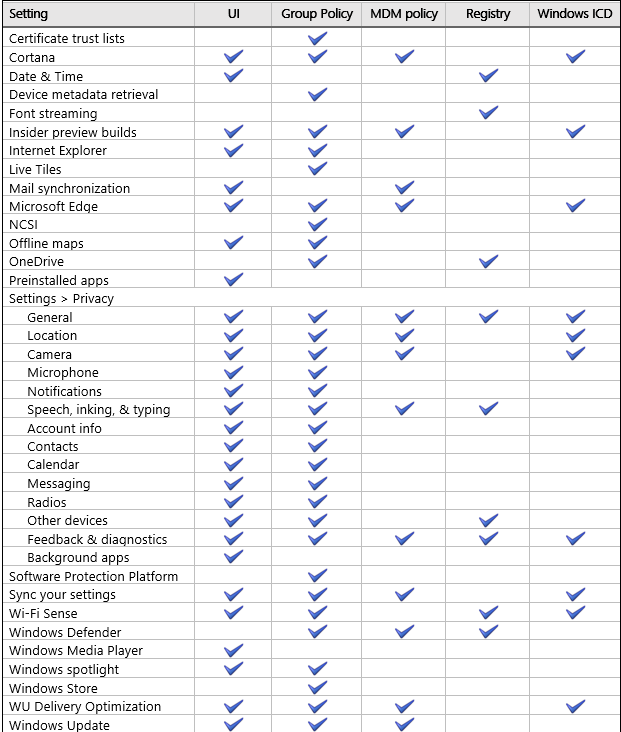 Setting UI Group Policy MDM policy Registry Windows ICD
Certificate trust lists
Cortana
Date & Time
Device metadata retrieval
Font streaming
Insider preview builds
Internet Explorer
Live Tiles
Mail synchronization
Microsoft Edge
NCSI
Offline maps
OneDrive
Preinstalled apps
Settings > Privacy
General
Location
Camera
Microphone
Notifications
Speech, inking, & typing
Account info
Contacts
Calendar
Messaging
Radios
Other devices
Feedback & diagnostics
Background apps
Software Protection Platform
Sync your settings
Wi-Fi Sense
Windows Defender
Windows Media Player
Windows spotlight
Windows Store
WU Delivery Optimization
Windows Update